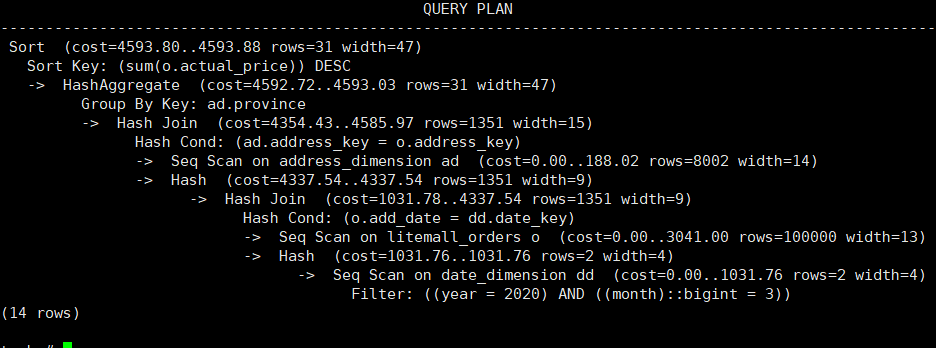 QUERY PLAN
--------------------------------------------------------------------------------------------------------
Sort  (cost=4593.80..4593.88 rows=31 width=47)
  Sort Key: (sum(o.actual_price)) DESC
  ->  HashAggregate  (cost=4592.72..4593.03 rows=31 width=47)
        Group By Key: ad.province
        ->  Hash Join  (cost=4354.43..4585.97 rows=1351 width=15)
              Hash Cond: (ad.address_key = o.address_key)
              ->  Seq Scan on address_dimension ad  (cost=0.00..188.02 rows=8002 width=14)
              ->  Hash  (cost=4337.54..4337.54 rows=1351 width=9)
                    ->  Hash Join  (cost=1031.78..4337.54 rows=1351 width=9)
                          Hash Cond: (o.add_date = dd.date_key)
                          ->  Seq Scan on litemall_orders o  (cost=0.00..3041.00 rows=100000 width=13)
                          ->  Hash  (cost=1031.76..1031.76 rows=2 width=4)
                                ->  Seq Scan on date_dimension dd  (cost=0.00..1031.76 rows=2 width=4)
                                      Filter: ((year = 2020) AND ((month)::bigint = 3))
(14 rows)